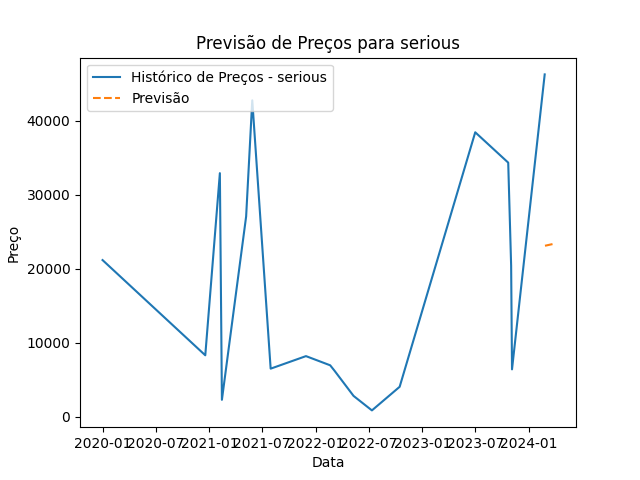 Previsão de Preços para serious
Histórico de Preços - serious
Previsão
Preço
40000
30000
20000
10000
0
2020-01 2020-07 2021-01 2021-07 2022-01 2022-07 2023-01 2023-07 2024-01
Data